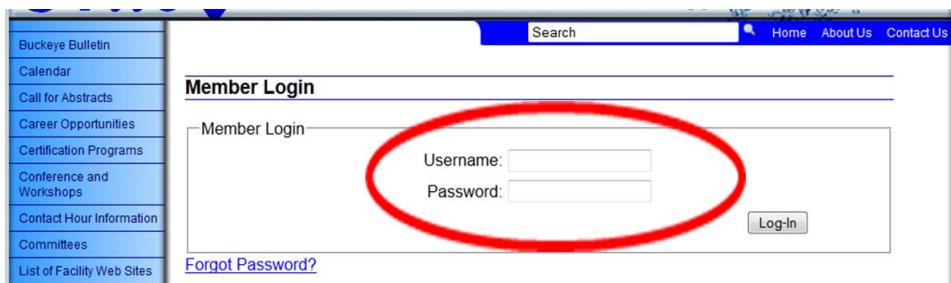 Search
Home About Us Contact Us
Buckeye Bulletin
Calendar
Call for Abstracts
Career Opportunities
Certification Programs
Conference and
Workshops
Contact Hour Information
Committees
List of Facility Web Sites
Member Login
Member Login
Username:
Password:
Log-In
Forgot Password?